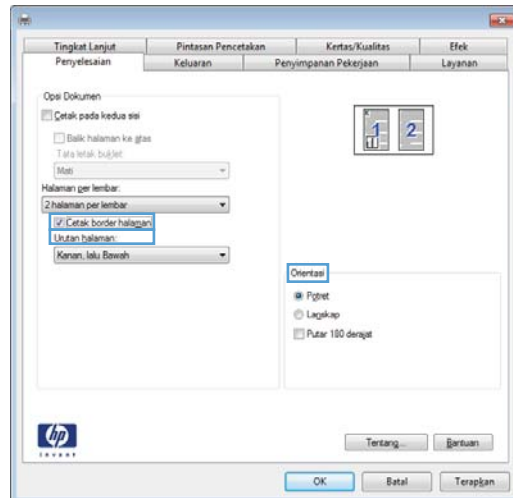 Tingkat Lanjut Pintasan Pencetakan Kertas/Kualitas Efek
Penyelesaian Keluaran Penyimpanan Pekerjaan Layanan
Opsi Dokumen
Cetak pada kedua sisi
Balik halaman ke atas
Tata letak buklet:
Mati
Halaman per lembar:
2 halaman per lembar
Cetak border halaman
Urutan halaman:
Kanan, lalu Bawah
1 2
Orientasi
Potret
Lanskap
Putar 180 derajat
hp
invent
Tentang... Bantuan
OK Batal Terapkan